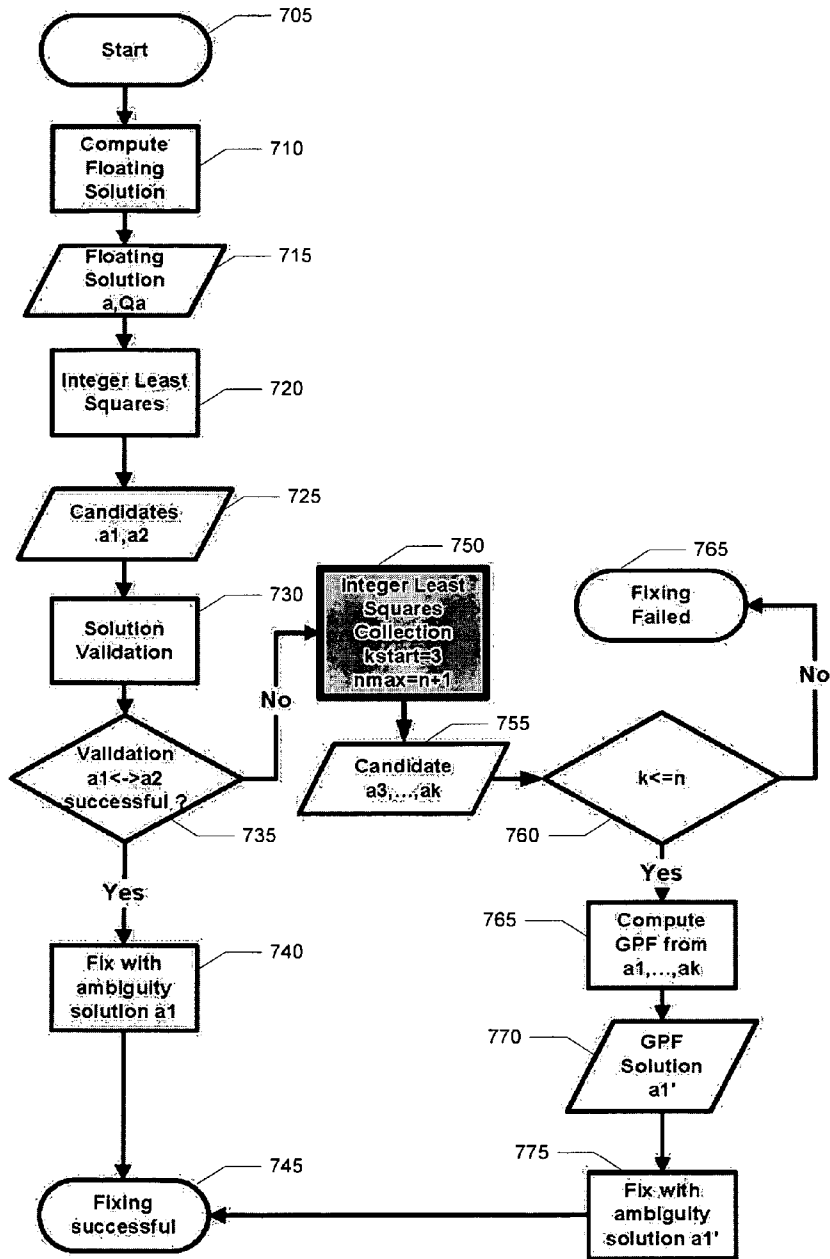 705
Start
Compute
Floating
Solution
710
Floating
Solution
a,Qa
715
Integer Least
Squares
720
Candidates
a1,a2
725
Solution
Validation
730
Validation
a1<->a2
successful ?
735
No
Yes
Fix with
ambiguity
solution a1
740
Fixing
successful
745
750
Integer Least
Squares
Collection
kstart=3
nmax=n+1
755
Candidate
a3,...,ak
k<=n
760
No
765
Fixing
Failed
Yes
765
Compute
GPF from
a1,...,ak
770
GPF
Solution
a1'
775
Fix with
ambiguity
solution a1'